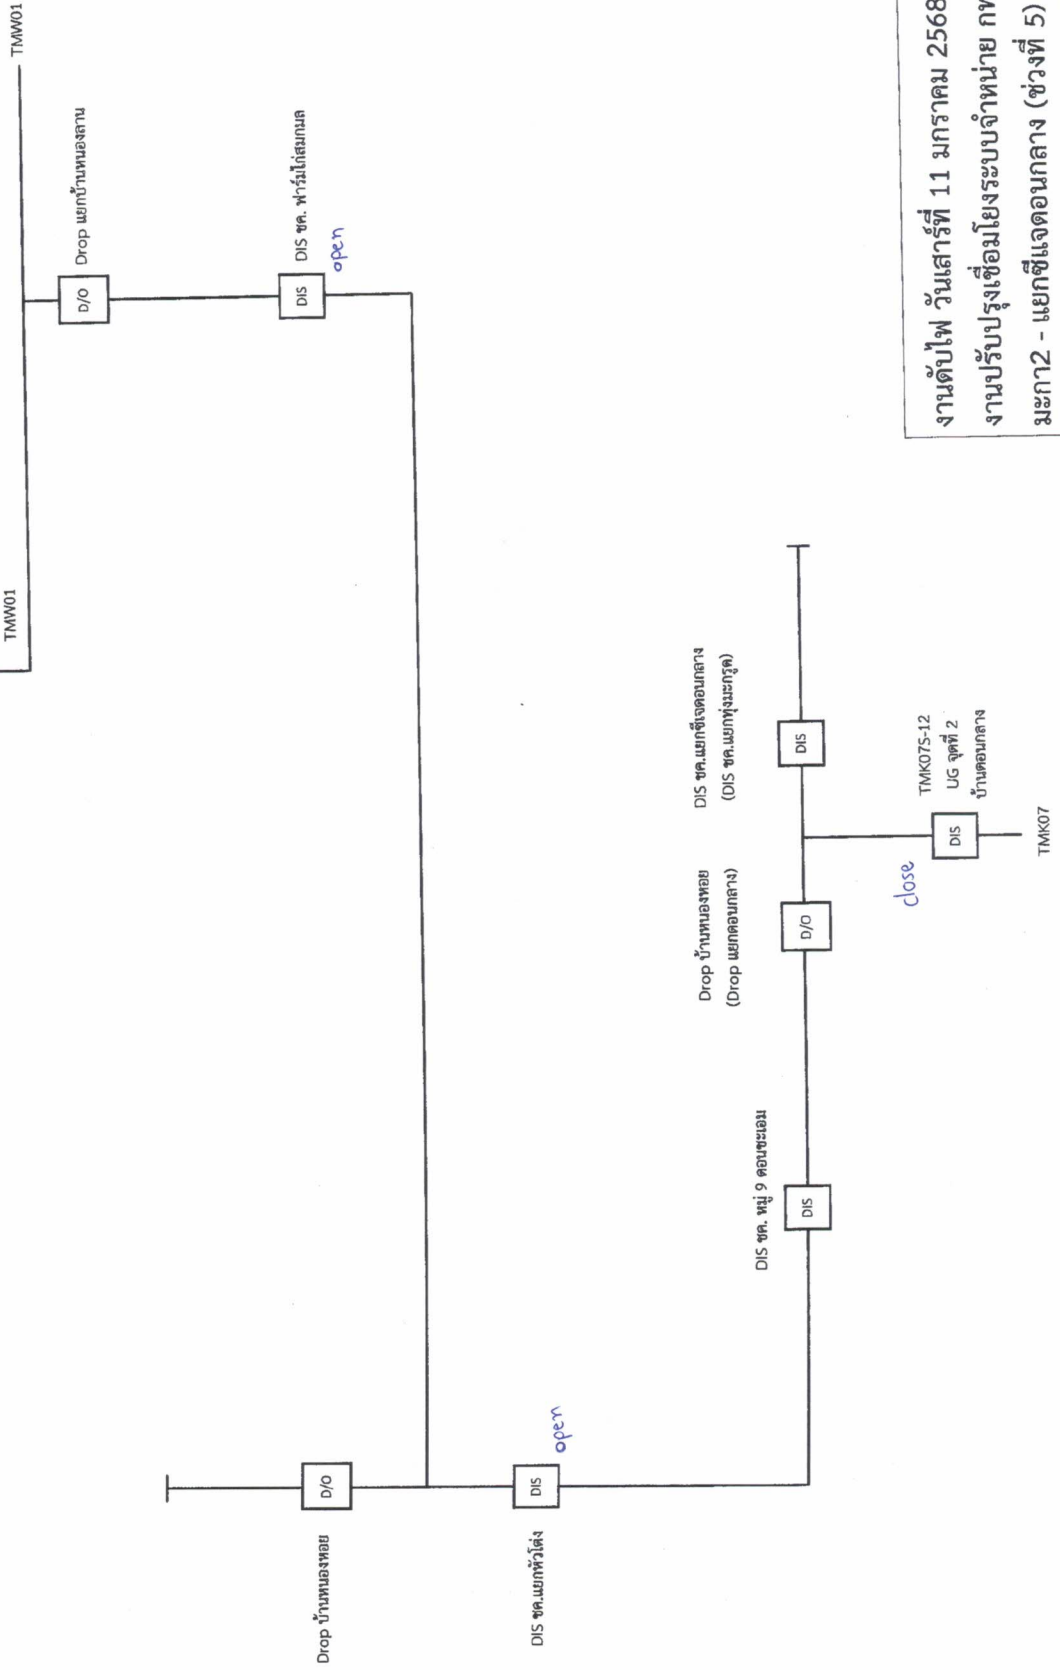 TMW01
TMW01
D/O
Drop แยกบ้านหนองลาน
DIS
DIS ชค. ฟาร์มไก่สมกมล
open
D/O
Drop บ้านหนองหอย
DIS
DIS ชค.แยกหัวโด่ง
open
DIS ชค. หมู่ 9 ดอนชะเอม
DIS
Drop บ้านหนองหอย
(Drop แยกดอนกลาง)
D/O
DIS ชค.แยกซีเจดอนกลาง
(DIS ชค.แยกทุ่งมะกรูด)
DIS
close
DIS
TMK07S-12
UG จุดที่ 2
บ้านดอนกลาง
TMK07
งานดับไฟ วันเสาร์ที่ 11 มกราคม 2568
งานปรับปรุงเชื่อมโยงระบบจำหน่าย
มะกา2 - แยกซีแจดอนกลาง (ช่วงที่ 5)